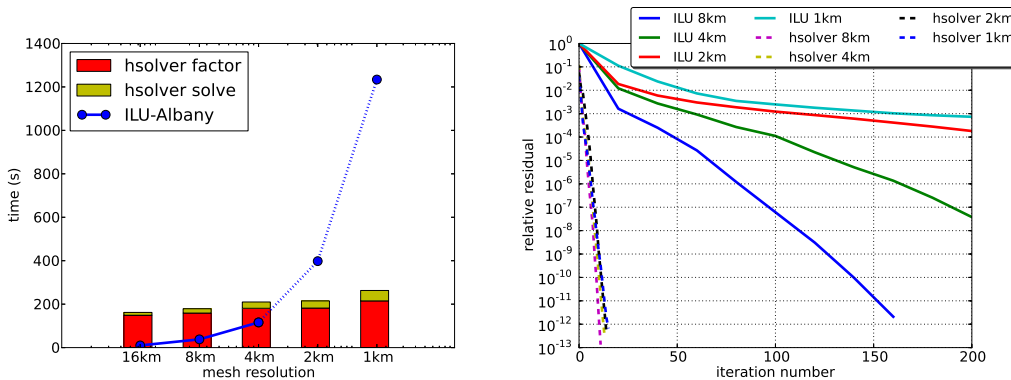 1400
1200
1000
800
600
400
200
0
time (s)
hsolver factor
hsolver solve
ILU-Albany
16km 8km 4km 2km 1km
mesh resolution
ILU 8km
ILU 4km
ILU 2km
ILU 1km
hsolver 8km
hsolver 4km
hsolver 2km
hsolver 1km
10^0
10^-1
10^-2
10^-3
10^-4
10^-5
10^-6
10^-7
10^-8
10^-9
10^-10
10^-11
10^-12
10^-13
relative residual
0 50 100 150 200
iteration number